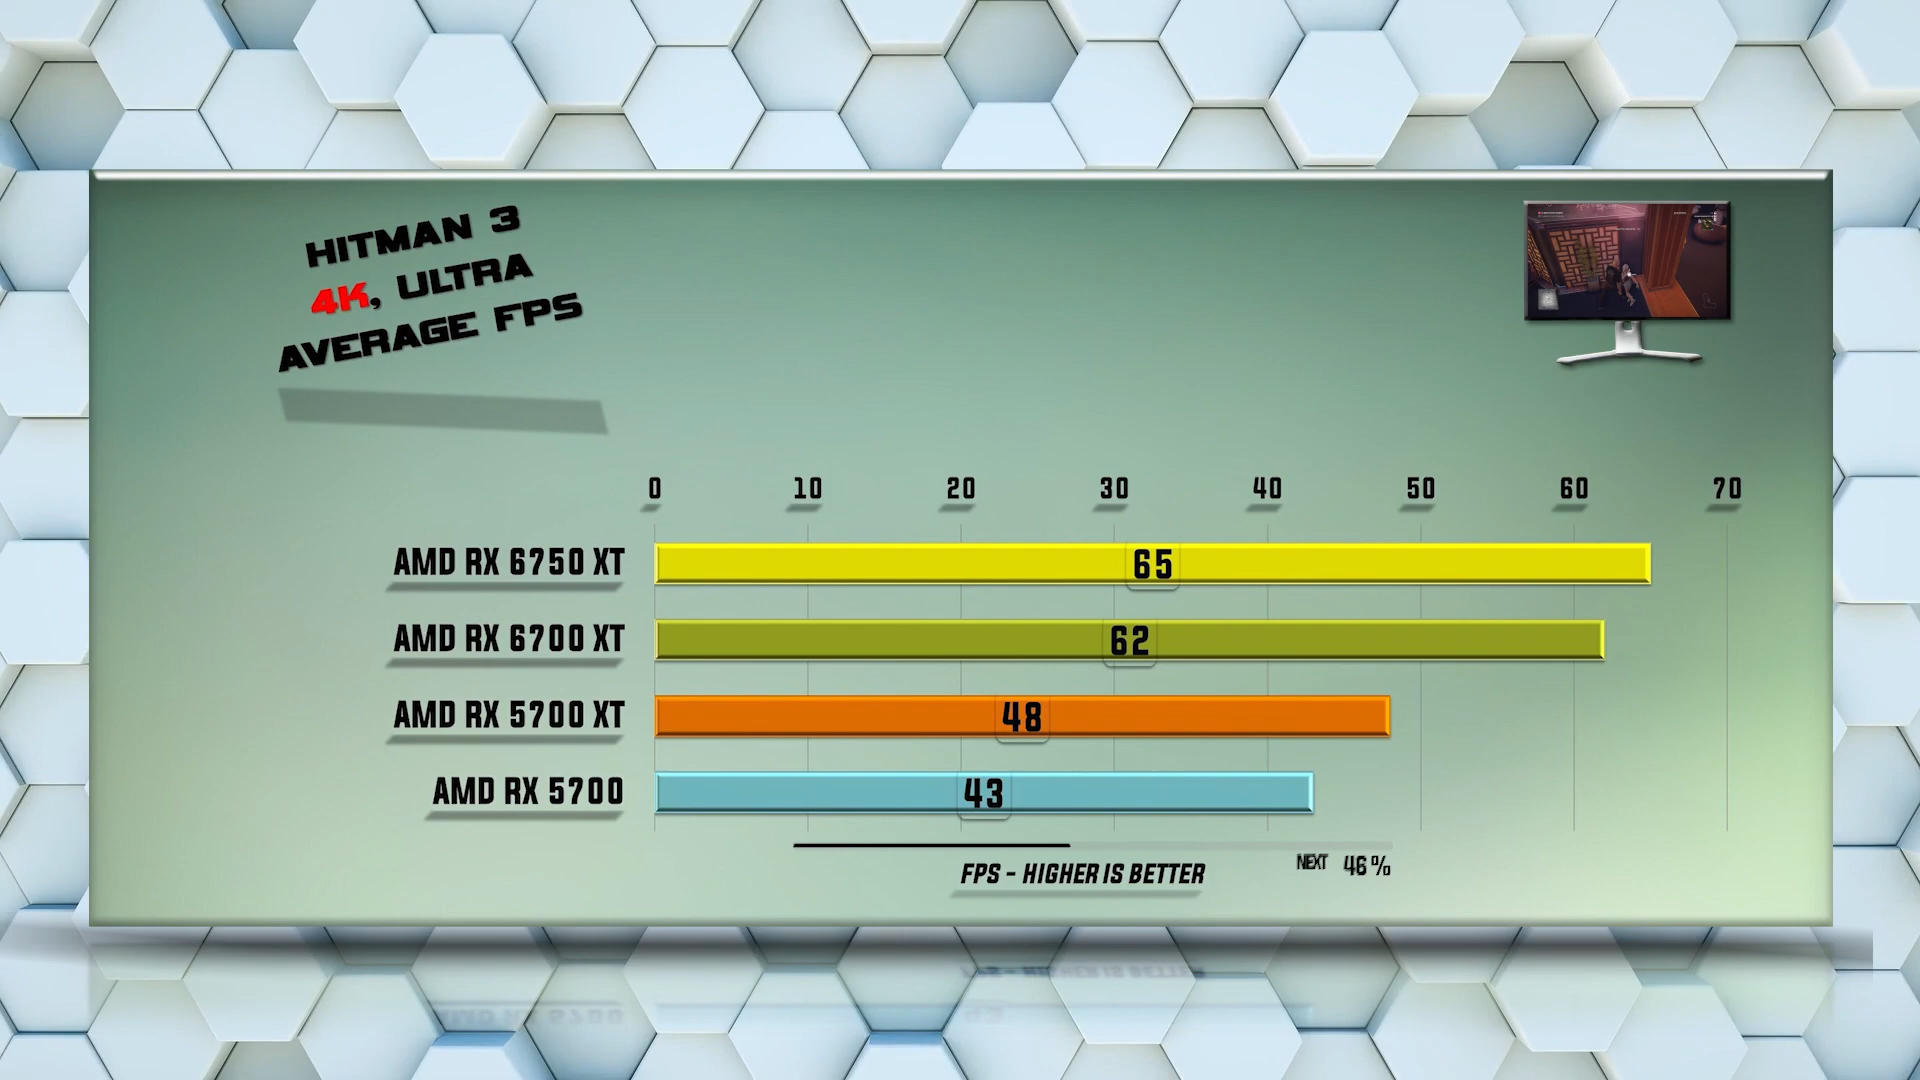 HITMAN 3
4K, ULTRA
AVERAGE FPS
0 10 20 30 40 50 60 70
AMD RX 6750 XT 65
AMD RX 6700 XT 62
AMD RX 5700 XT 48
AMD RX 5700 43
FPS - HIGHER IS BETTER
NEXT 46%